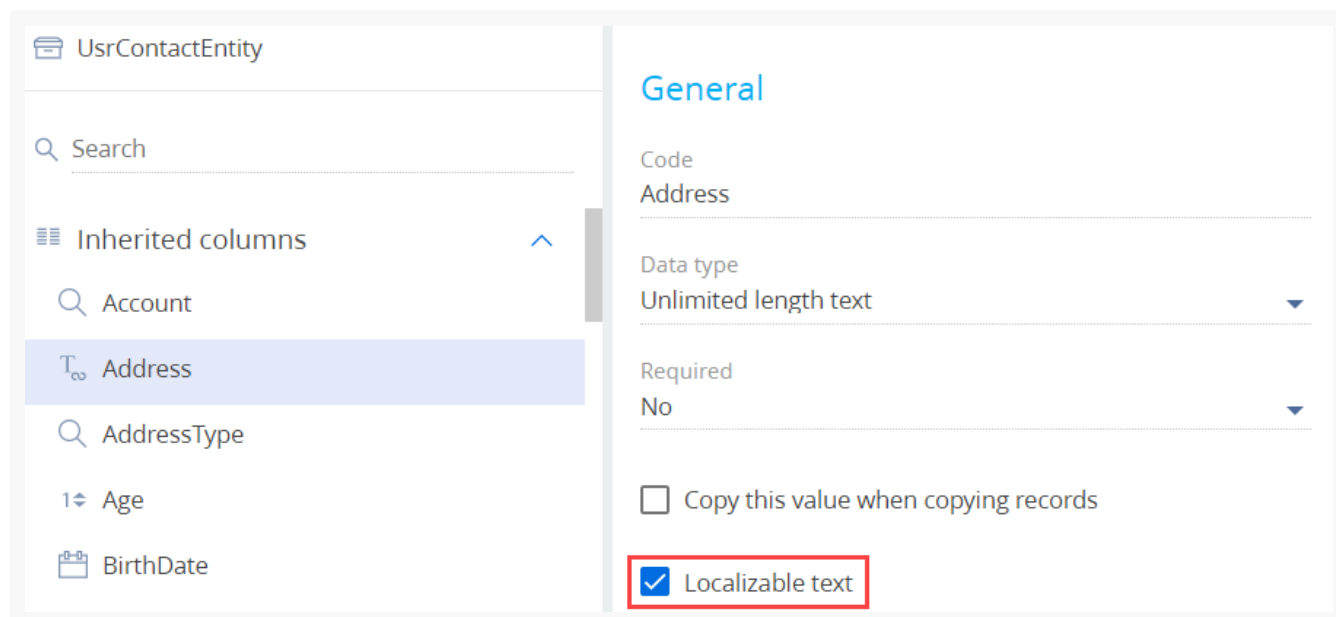 UsrContactEntity
Search
Inherited columns
Account
Address
AddressType
Age
BirthDate
General
Code
Address
Data type
Unlimited length text
Required
No
Copy this value when copying records
Localizable text